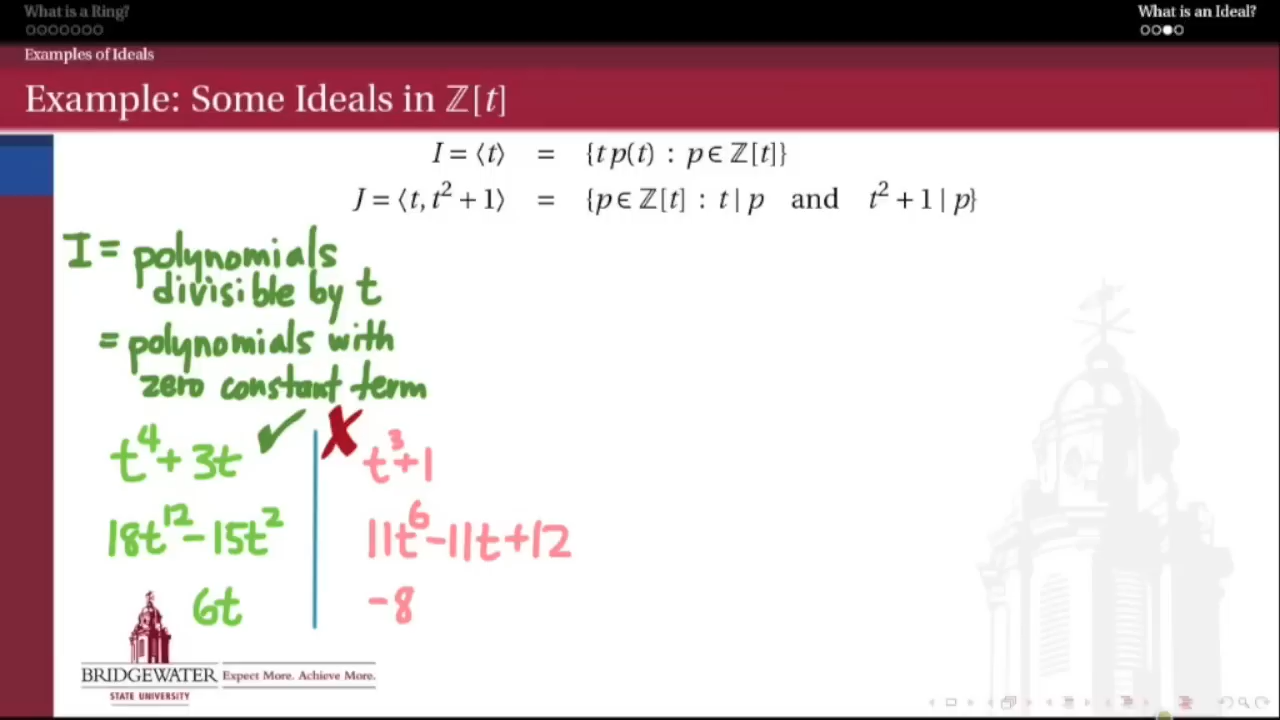 What is a Ring?
What is an Ideal?
Examples of Ideals
Example: Some Ideals in ℤ[t]
I = ⟨t⟩ = {t p(t) : p ∈ ℤ[t]}
J = ⟨t, t² + 1⟩ = {p ∈ ℤ[t] : t | p and t² + 1 | p}
I = polynomials
divisible by t
= polynomials with
zero constant term
✓ ✗
t⁴ + 3t t³+1
18t¹² - 15t² 11t⁶ - 11t + 12
6t -8
BRIDGEWATER Expect More. Achieve More.
STATE UNIVERSITY